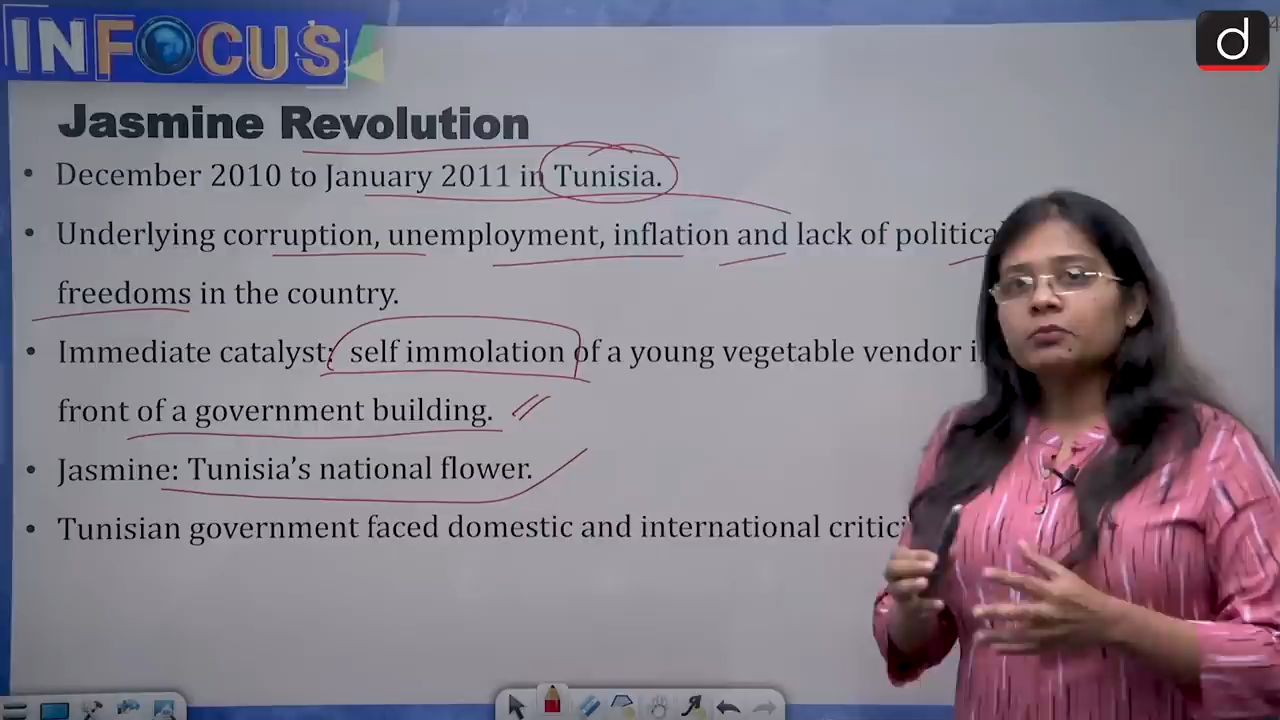 INFOCUS
d
4
Jasmine Revolution
• December 2010 to January 2011 in Tunisia.
• Underlying corruption, unemployment, inflation and lack of
freedoms in the country.
• Immediate catalyst: self immolation of a young vegetable vendor
front of a government building.
• Jasmine: Tunisia's national flower.
• Tunisian government faced domestic and international